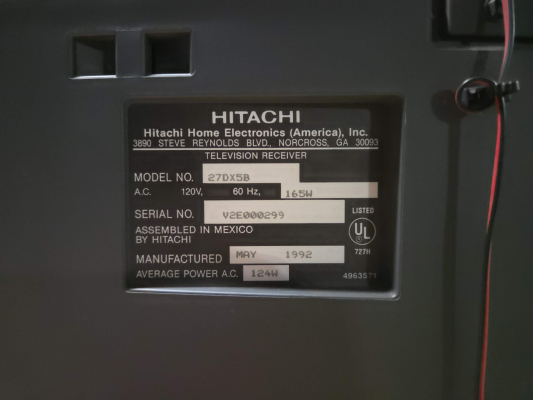 HITACHI
Hitachi Home Electronics (America), Inc.
3890 STEVE REYNOLDS BLVD., NORCROSS, GA 30093
TELEVISION RECEIVER
MODEL NO. 27DX5B
A.C. 120V, 60 Hz, 165W
SERIAL NO. V2E000299
LISTED
ASSEMBLED IN MEXICO
BY HITACHI
UL
727H
MANUFACTURED MAY 1992
AVERAGE POWER A.C. 124W